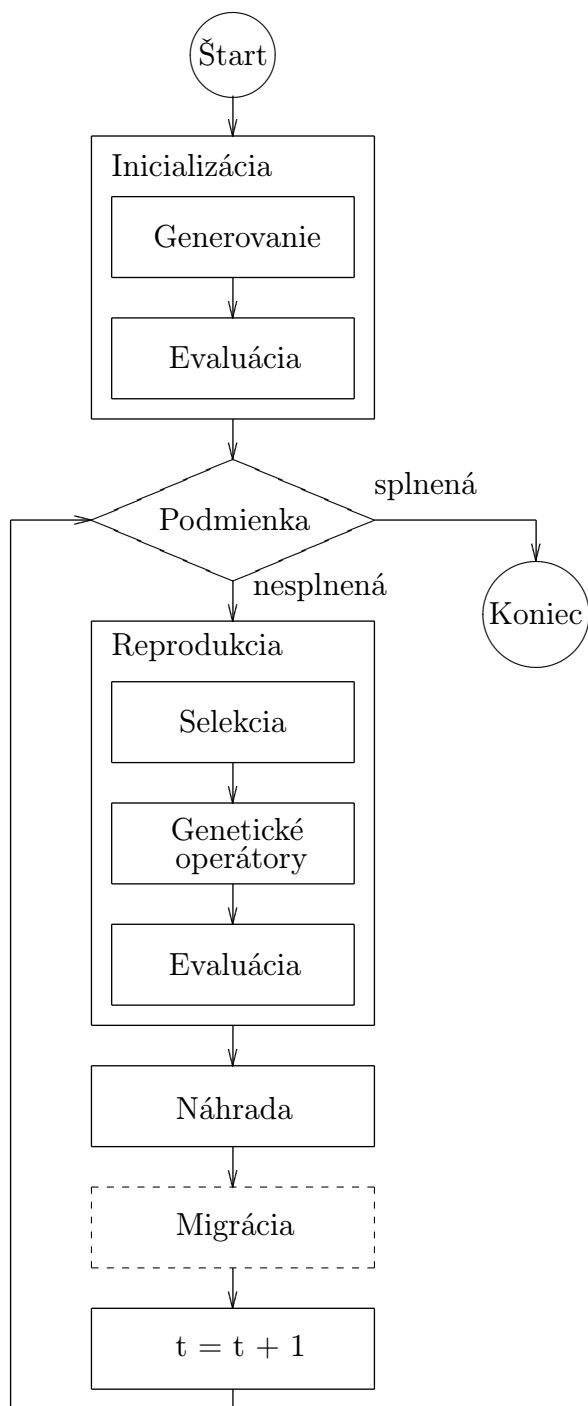 Štart
Inicializácia
Generovanie
Evaluácia
splnená
Podmienka
nesplnená
Koniec
Reprodukcia
Selekcia
Genetické
operátory
Evaluácia
Náhrada
Migrácia
t = t + 1